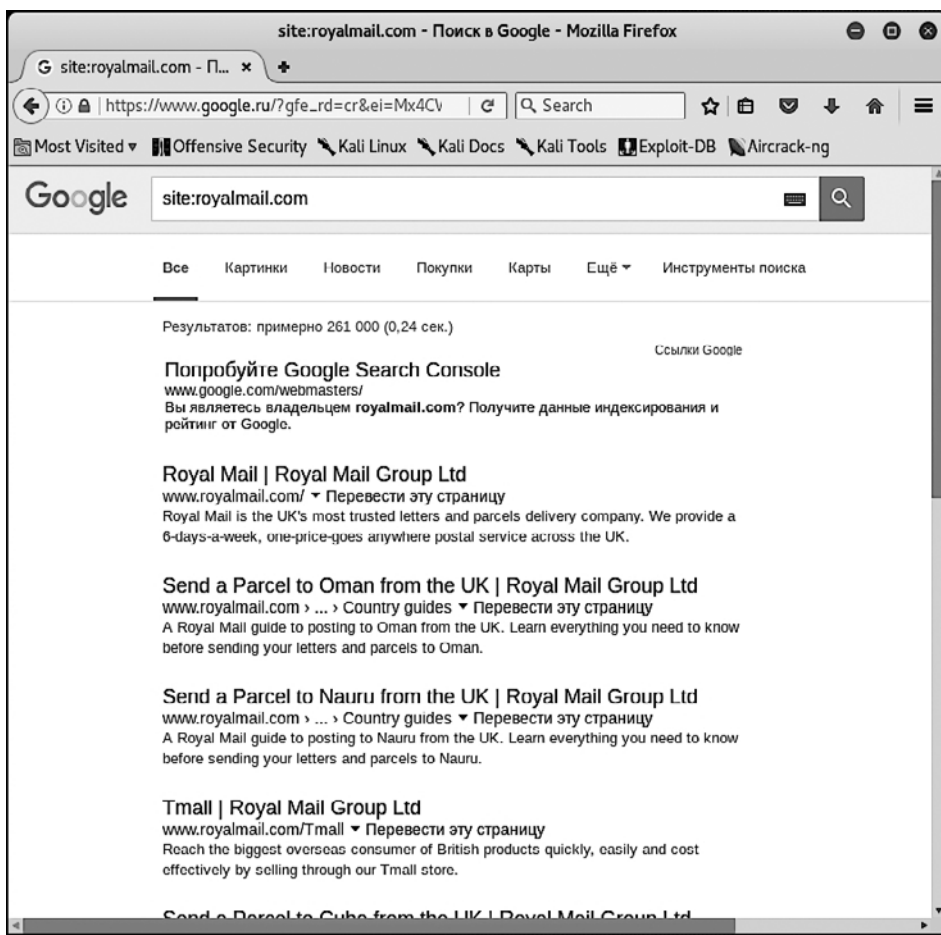 site:royalmail.com - Поиск в Google - Mozilla Firefox
G site:royalmail.com - П...
https://www.google.ru/?gfe_rd=cr&ei=Mx4CV Search
Most Visited Offensive Security Kali Linux Kali Docs Kali Tools Exploit-DB Aircrack-ng
Google site:royalmail.com
Все Картинки Новости Покупки Карты Ещё Инструменты поиска
Результатов: примерно 261 000 (0,24 сек.)
Ссылки Google
Попробуйте Google Search Console
www.google.com/webmasters/
Вы являетесь владельцем royalmail.com? Получите данные индексирования и
рейтинг от Google.
Royal Mail | Royal Mail Group Ltd
www.royalmail.com/ Перевести эту страницу
Royal Mail is the UK's most trusted letters and parcels delivery company. We provide a
6-days-a-week, one-price-goes anywhere postal service across the UK.
Send a Parcel to Oman from the UK | Royal Mail Group Ltd
www.royalmail.com › ... › Country guides Перевести эту страницу
A Royal Mail guide to posting to Oman from the UK. Learn everything you need to know
before sending your letters and parcels to Oman.
Send a Parcel to Nauru from the UK | Royal Mail Group Ltd
www.royalmail.com › ... › Country guides Перевести эту страницу
A Royal Mail guide to posting to Nauru from the UK. Learn everything you need to know
before sending your letters and parcels to Nauru.
Tmall | Royal Mail Group Ltd
www.royalmail.com/Tmall Перевести эту страницу
Reach the biggest overseas consumer of British products quickly, easily and cost
effectively by selling through our Tmall store.
Send a Parcel to Cuba from the UK | Royal Mail Group Ltd